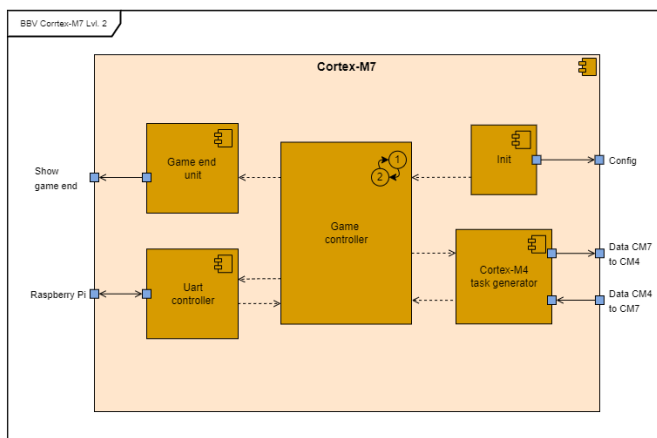 BBV Corrtex-M7 Lvl. 2
Cortex-M7
Game end
unit
Init
Show
game end
Config
1
2
Game
controller
Cortex-M4
task generator
Data CM7
to CM4
Uart
controller
Raspberry Pi
Data CM4
to CM7